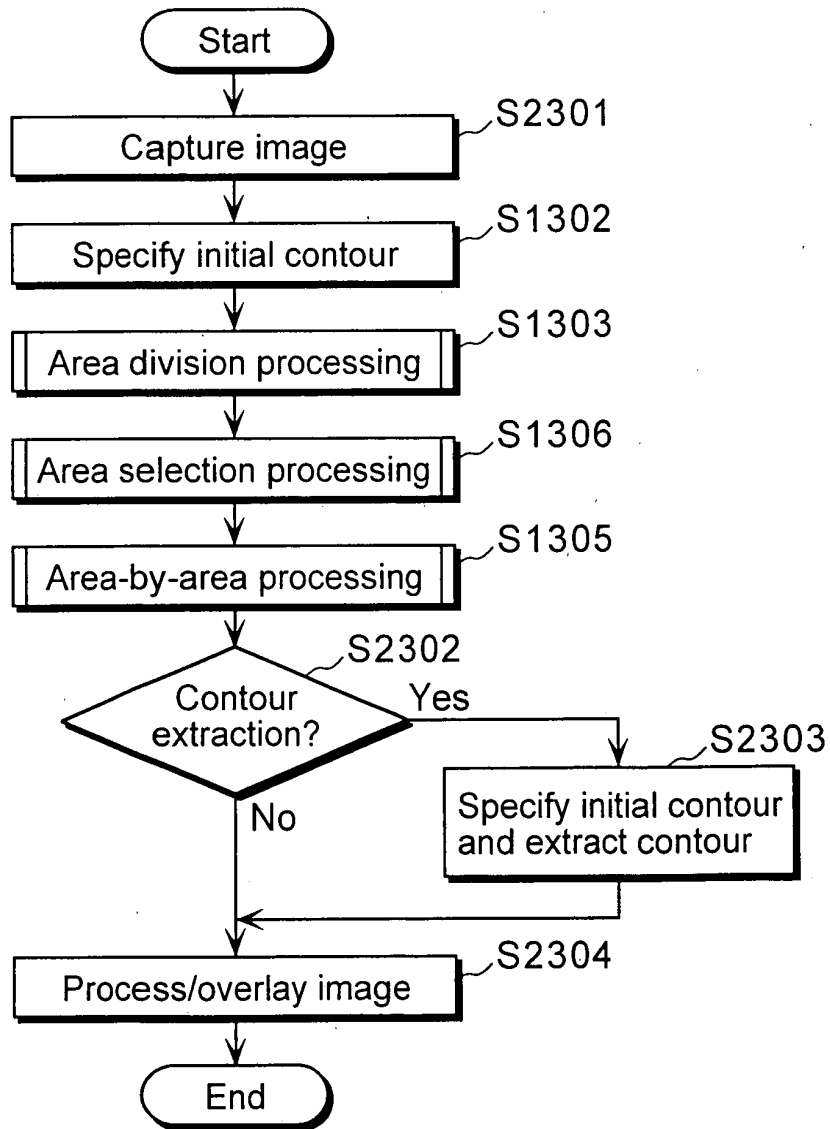 Start
S2301
Capture image
S1302
Specify initial contour
S1303
Area division processing
S1306
Area selection processing
S1305
Area-by-area processing
S2302
Contour
extraction?
Yes
No
S2303
Specify initial contour
and extract contour
S2304
Process/overlay image
End